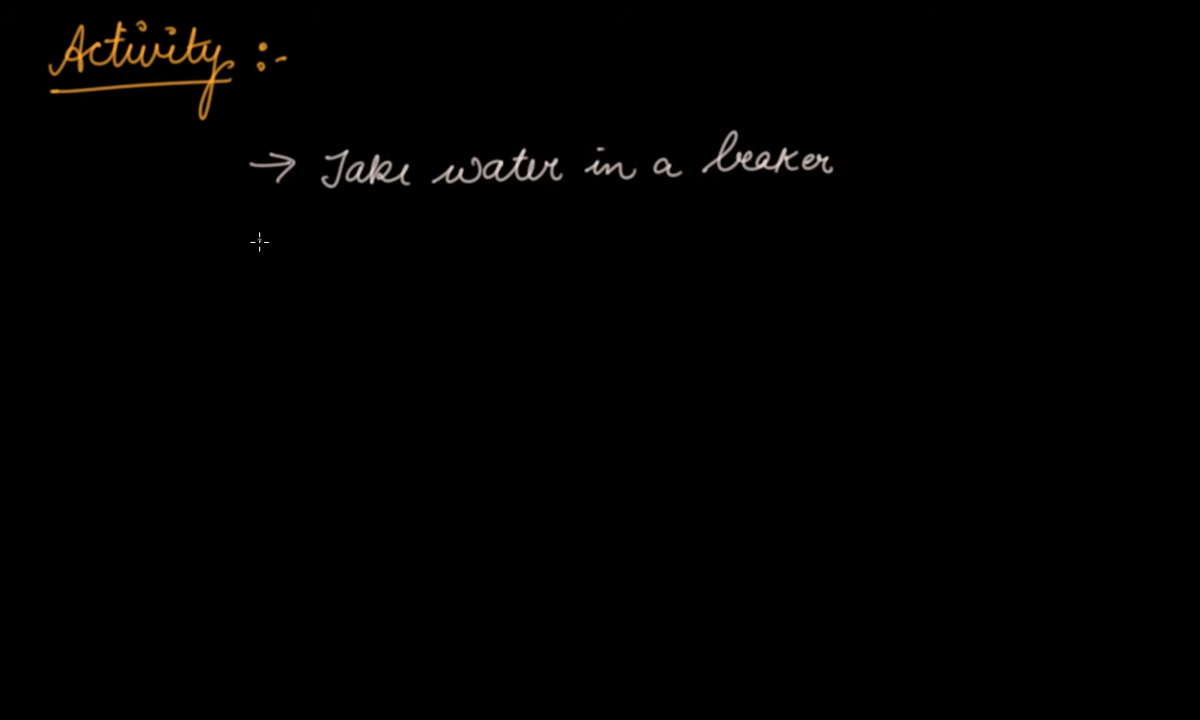 Activity :-
→ Take water in a beaker